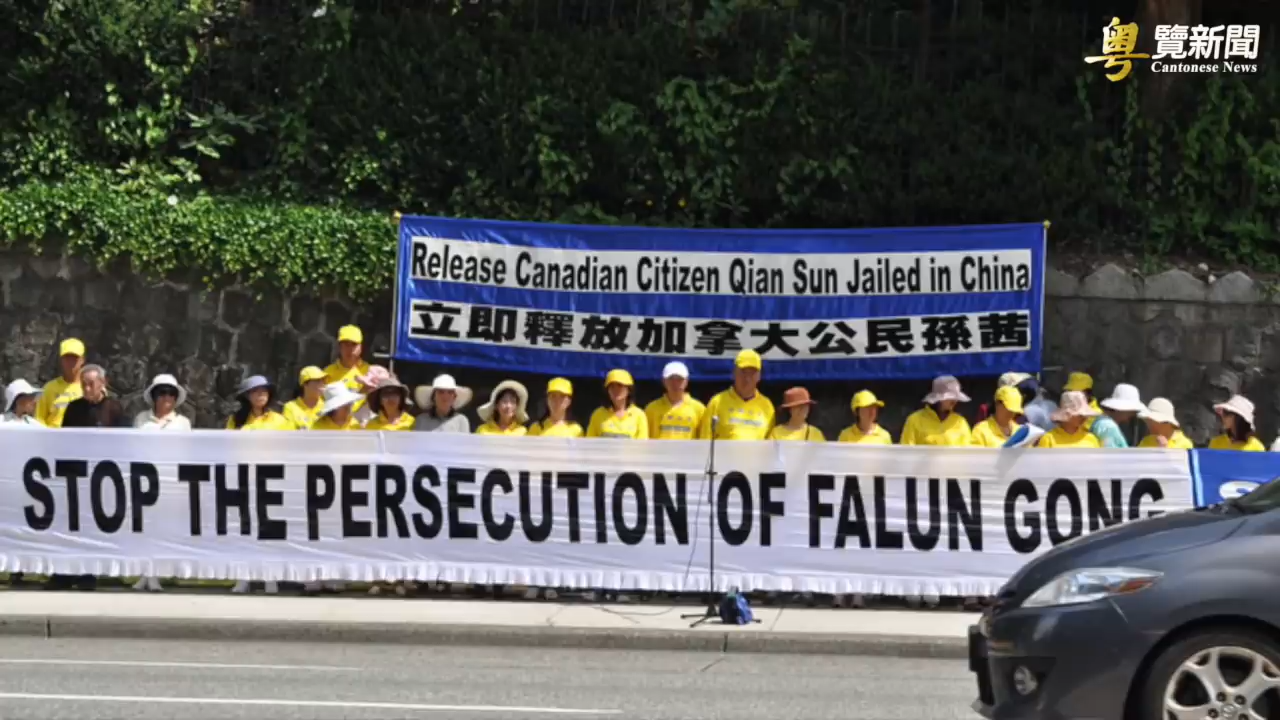 粵覽新聞
Cantonese News
Release Canadian Citizen Qian Sun Jailed in China
立即釋放加拿大公民孫茜
STOP THE PERSECUTION OF FALUN GONG